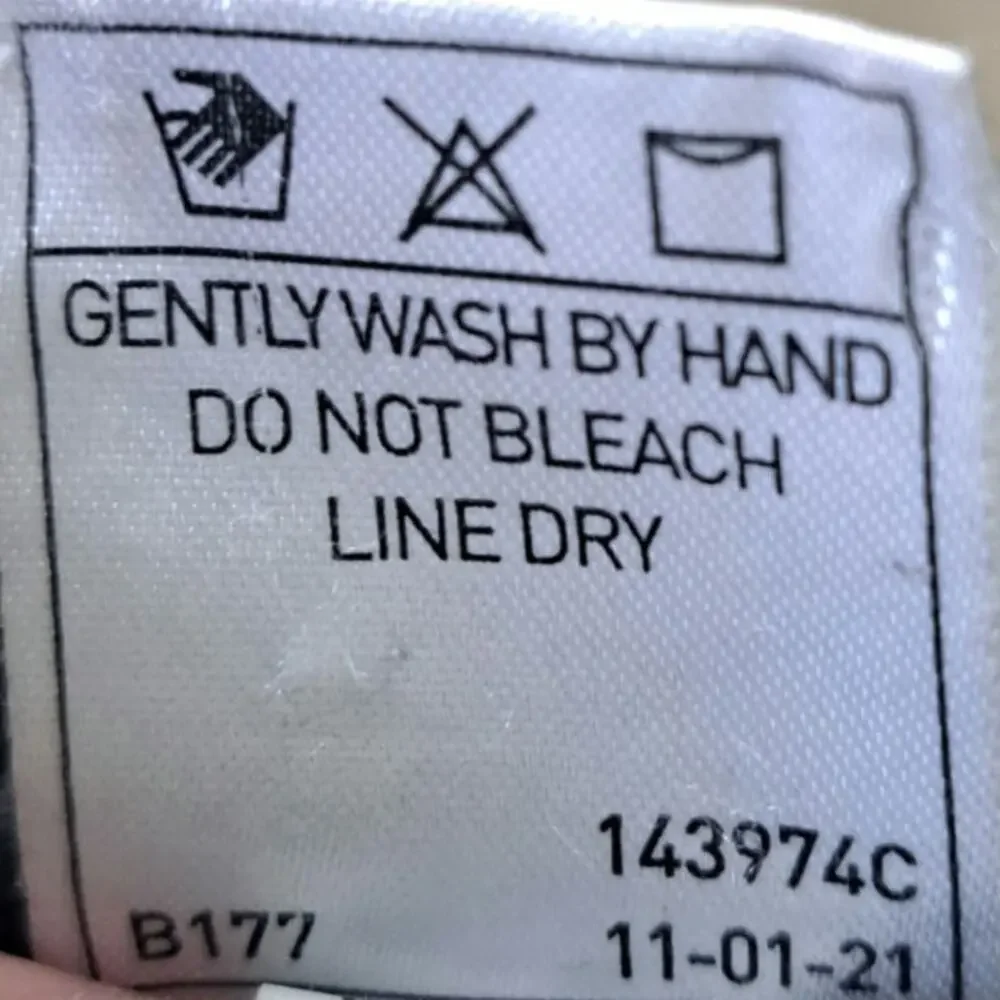 GENTLY WASH BY HAND
DO NOT BLEACH
LINE DRY
143974C
B177 11-01-21